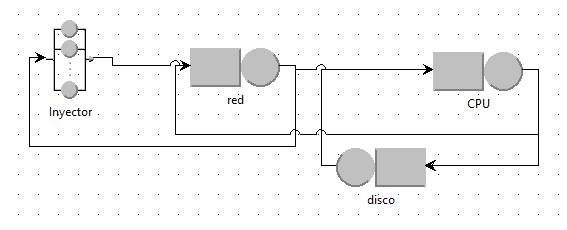 Inyector
red
CPU
disco